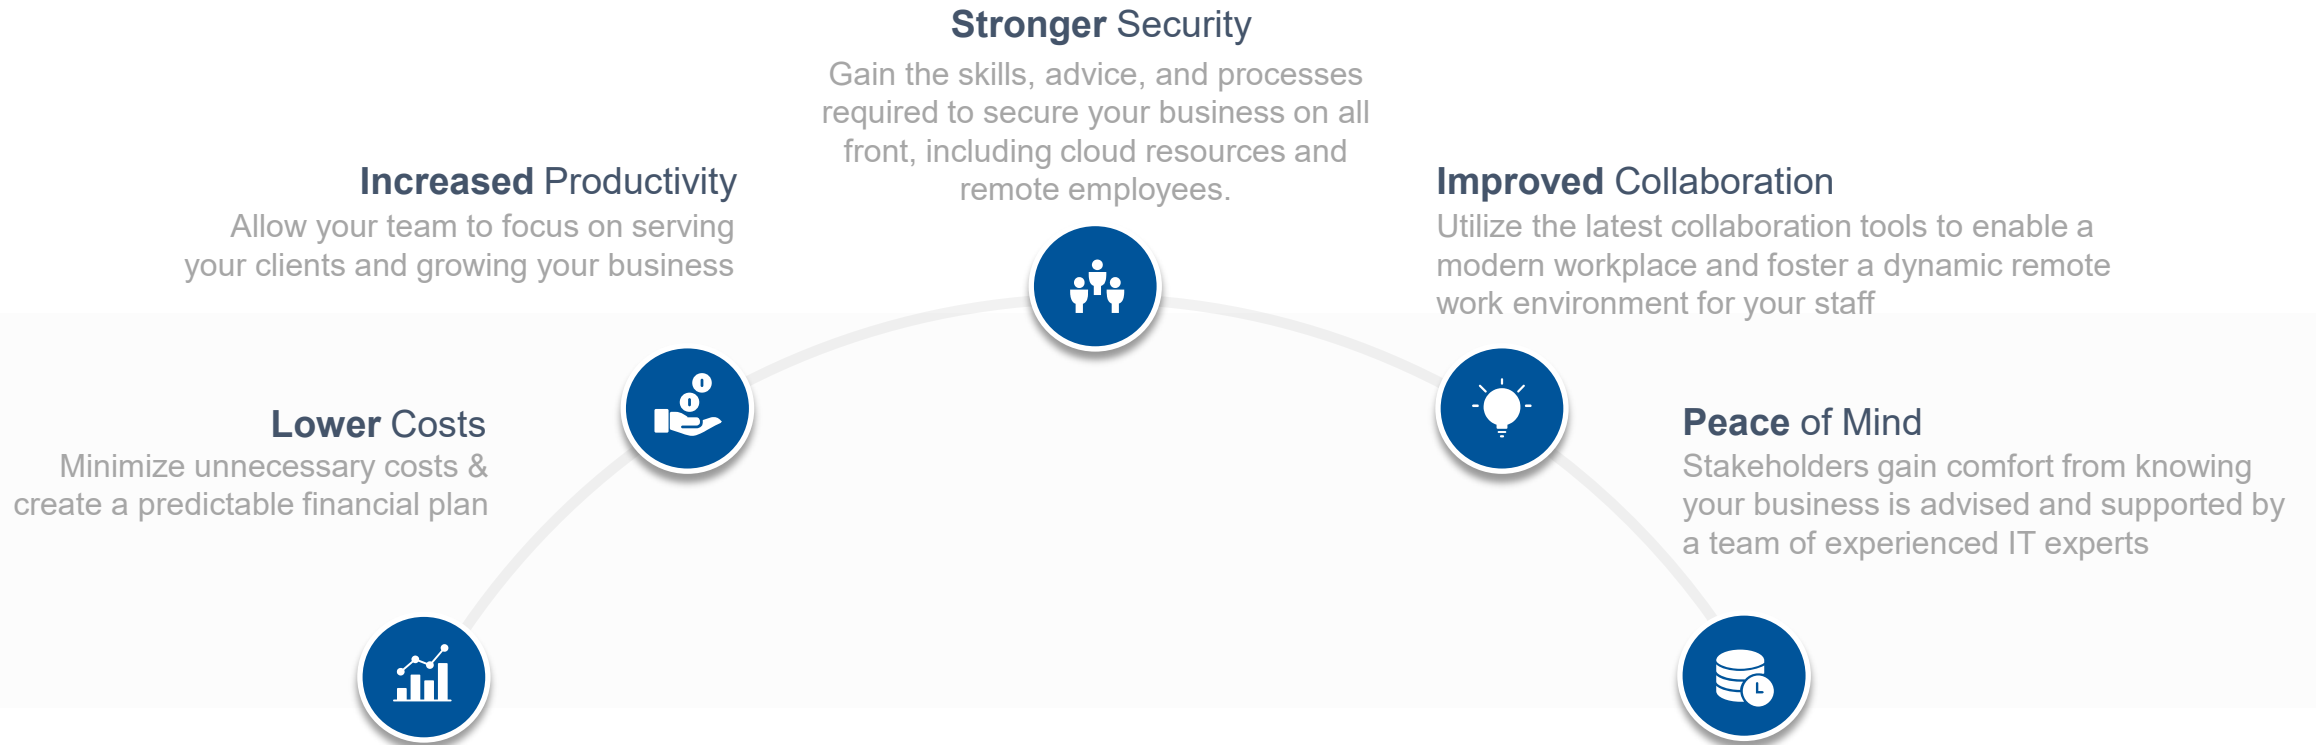 Stronger Security
Gain the skills, advice, and processes
required to secure your business on all
front, including cloud resources and
remote employees.
Increased Productivity
Allow your team to focus on serving
your clients and growing your business
Improved Collaboration
Utilize the latest collaboration tools to enable a
modern workplace and foster a dynamic remote
work environment for your staff
Lower Costs
Minimize unnecessary costs &
create a predictable financial plan
Peace of Mind
Stakeholders gain comfort from knowing
your business is advised and supported by
a team of experienced IT experts